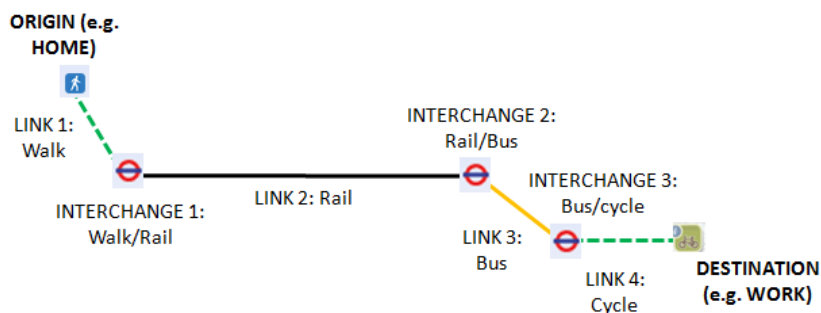 ORIGIN (e.g.
HOME)
LINK 1:
Walk
INTERCHANGE 1:
Walk/Rail
LINK 2: Rail
INTERCHANGE 2:
Rail/Bus
LINK 3:
Bus
INTERCHANGE 3:
Bus/cycle
LINK 4:
Cycle
DESTINATION
(e.g. WORK)